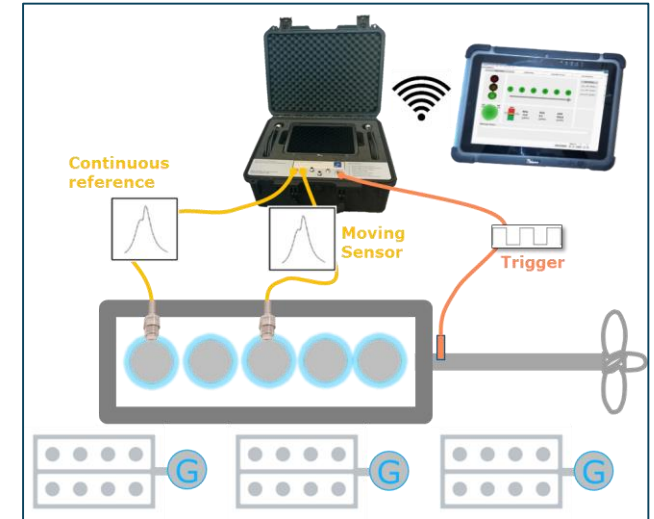 Continuous
reference
Moving
Sensor
Trigger
G
G
G